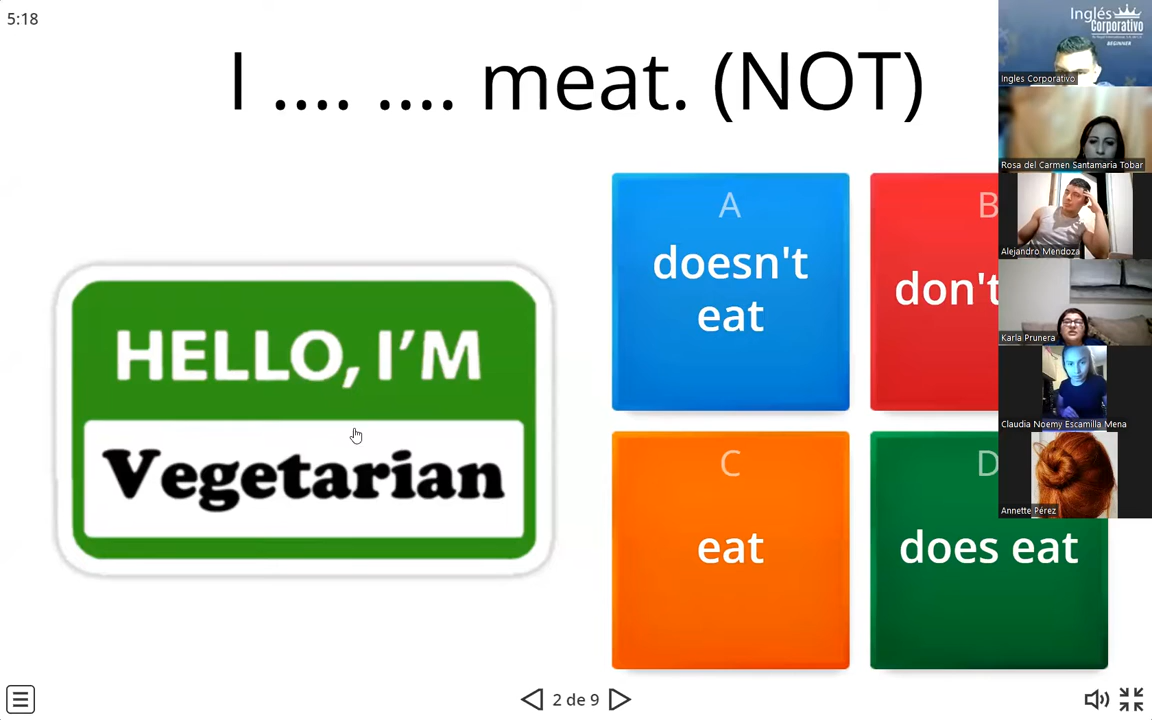 5:18
I .... .... meat. (NOT)
HELLO, I'M
Vegetarian
A
doesn't
eat
B
don't
C
eat
D
does eat
2 de 9
Inglés
Corporativo
BEGINNER
Ingles Corporativo
Rosa del Carmen Santamaría Tobar
Alejandro Mendoza
Karla Prunera
Claudia Noemy Escamilla Mena
Annette Pérez